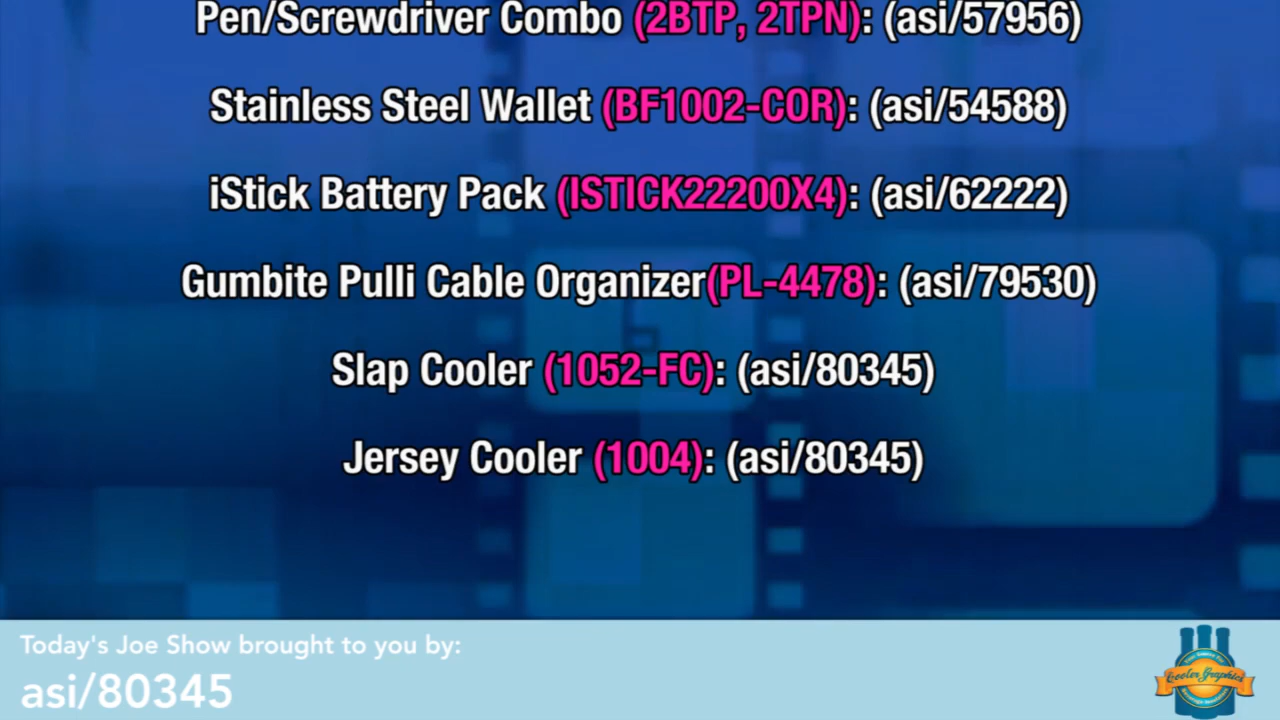 Pen/Screwdriver Combo (2BTP, 2TPN): (asi/57956)
Stainless Steel Wallet (BF1002-COR): (asi/54588)
iStick Battery Pack (ISTICK22200X4): (asi/62222)
Gumbite Pulli Cable Organizer(PL-4478): (asi/79530)
Slap Cooler (1052-FC): (asi/80345)
Jersey Cooler (1004): (asi/80345)
Today's Joe Show brought to you by:
asi/80345
Cooler Graphics